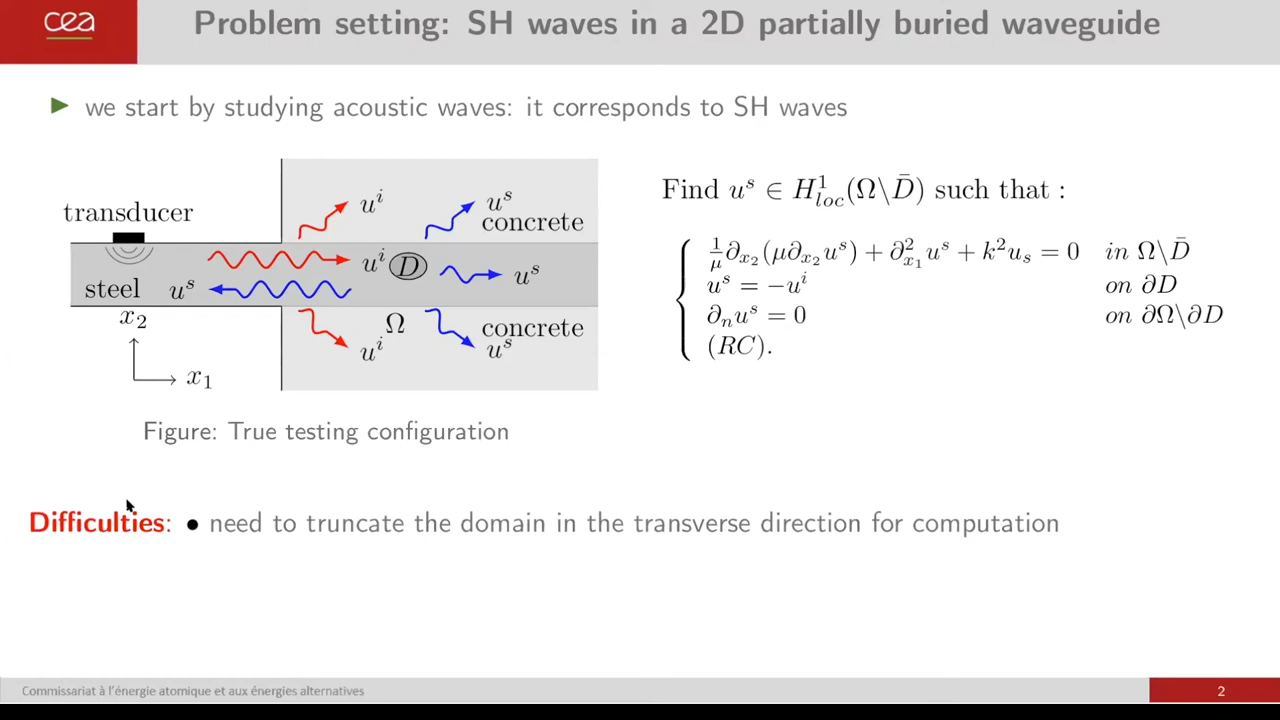 cea
Problem setting: SH waves in a 2D partially buried waveguide
▶ we start by studying acoustic waves: it corresponds to SH waves
transducer
steel
u^s
u^i
u^i
u^i
D
u^s
concrete
u^s
Ω
concrete
u^s
x_2
x_1
Figure: True testing configuration
Find u^s ∈ H^1_{loc}(Ω\D̄) such that :
1/μ ∂_{x_2}(μ∂_{x_2}u^s) + ∂^2_{x_1}u^s + k^2u_s = 0 in Ω\D̄
u^s = −u^i on ∂D
∂_nu^s = 0 on ∂Ω\∂D
(RC).
Difficulties: • need to truncate the domain in the transverse direction for computation
Commissariat à l'énergie atomique et aux énergies alternatives
2